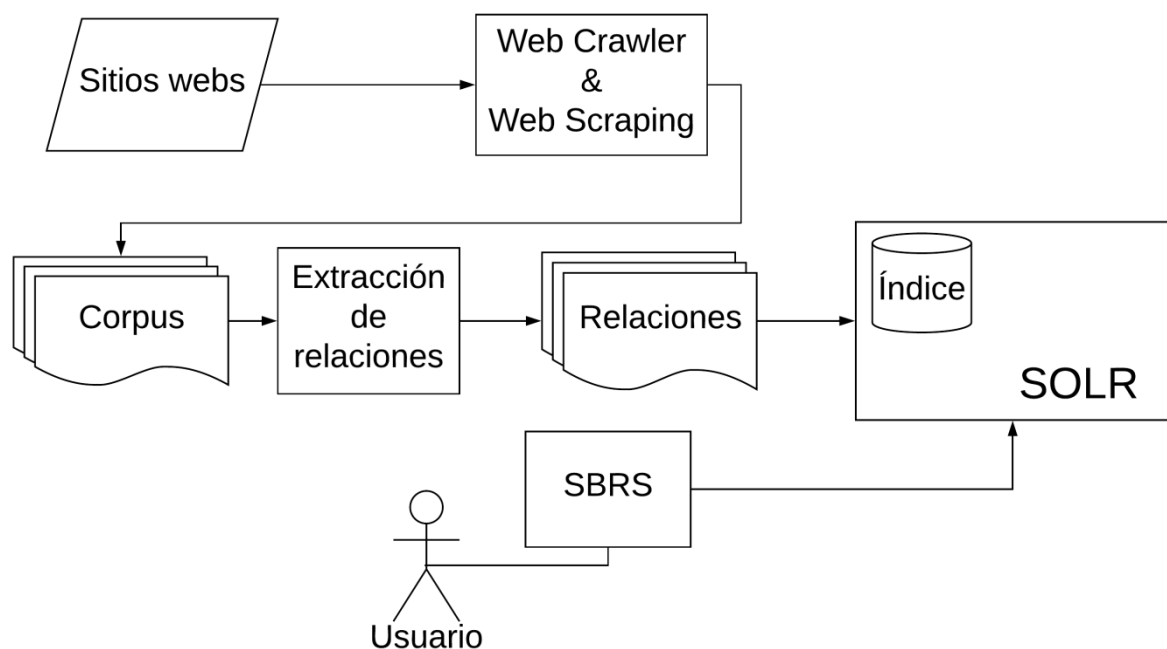 Sitios webs
Web Crawler
&
Web Scraping
Corpus
Extracción
de
relaciones
Relaciones
Índice
SOLR
SBRS
Usuario